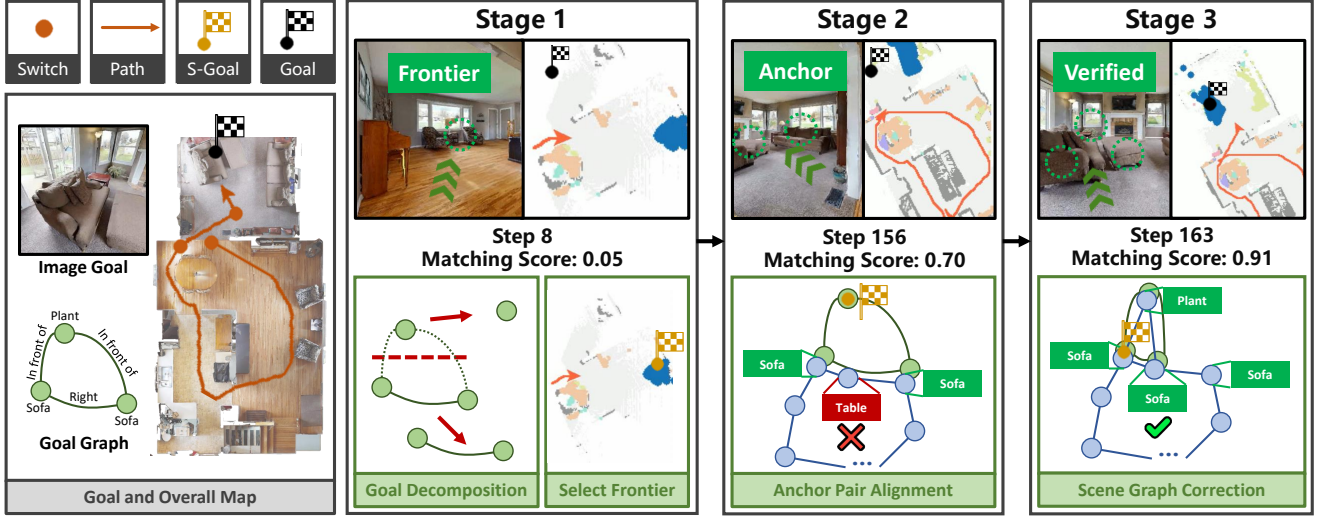 Switch
Path
S-Goal
Goal
Image Goal
Plant
In front of
In front of
Sofa
Right
Sofa
Goal Graph
Goal and Overall Map
Stage 1
Frontier
Step 8
Matching Score: 0.05
Goal Decomposition
Select Frontier
Stage 2
Anchor
Step 156
Matching Score: 0.70
Sofa
Sofa
Table
...
Anchor Pair Alignment
Stage 3
Verified
Step 163
Matching Score: 0.91
Plant
Sofa
Sofa
Sofa
...
Scene Graph Correction